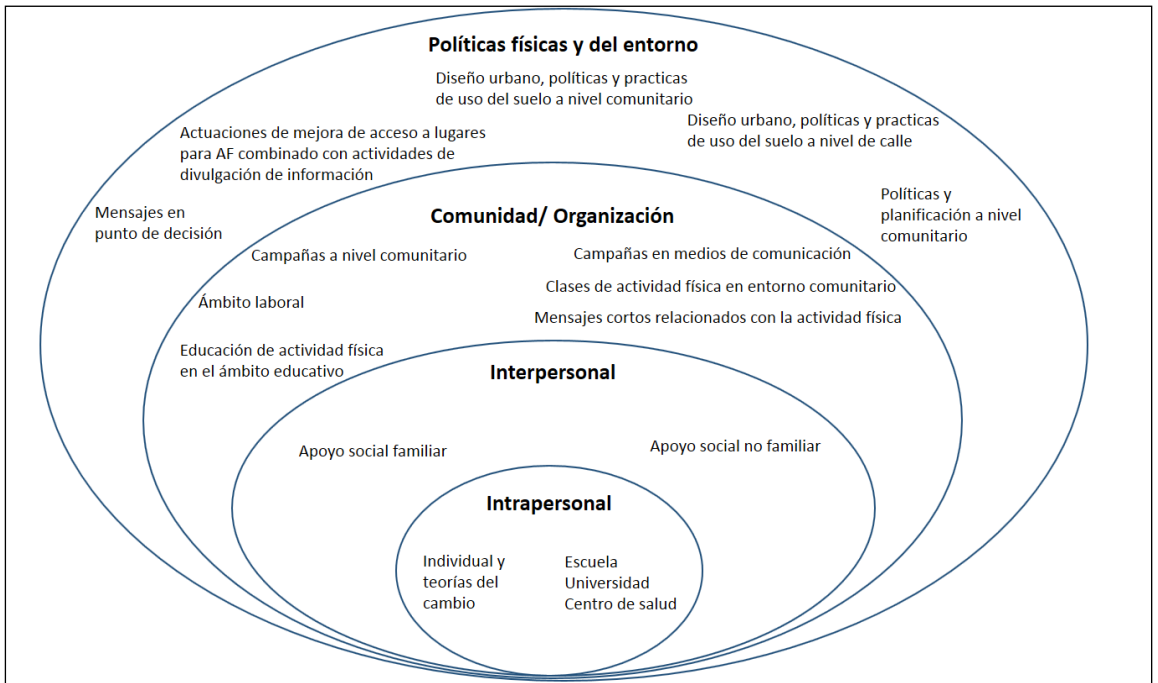 Políticas físicas y del entorno
Diseño urbano, políticas y practicas
de uso del suelo a nivel comunitario
Diseño urbano, políticas y practicas
de uso del suelo a nivel de calle
Actuaciones de mejora de acceso a lugares
para AF combinado con actividades de
divulgación de información
Políticas y
planificación a nivel
comunitario
Mensajes en
punto de decisión
Comunidad/ Organización
Campañas a nivel comunitario
Campañas en medios de comunicación
Clases de actividad física en entorno comunitario
Ámbito laboral
Mensajes cortos relacionados con la actividad física
Educación de actividad física
en el ámbito educativo
Interpersonal
Apoyo social familiar
Apoyo social no familiar
Intrapersonal
Individual y
teorías del
cambio
Escuela
Universidad
Centro de salud